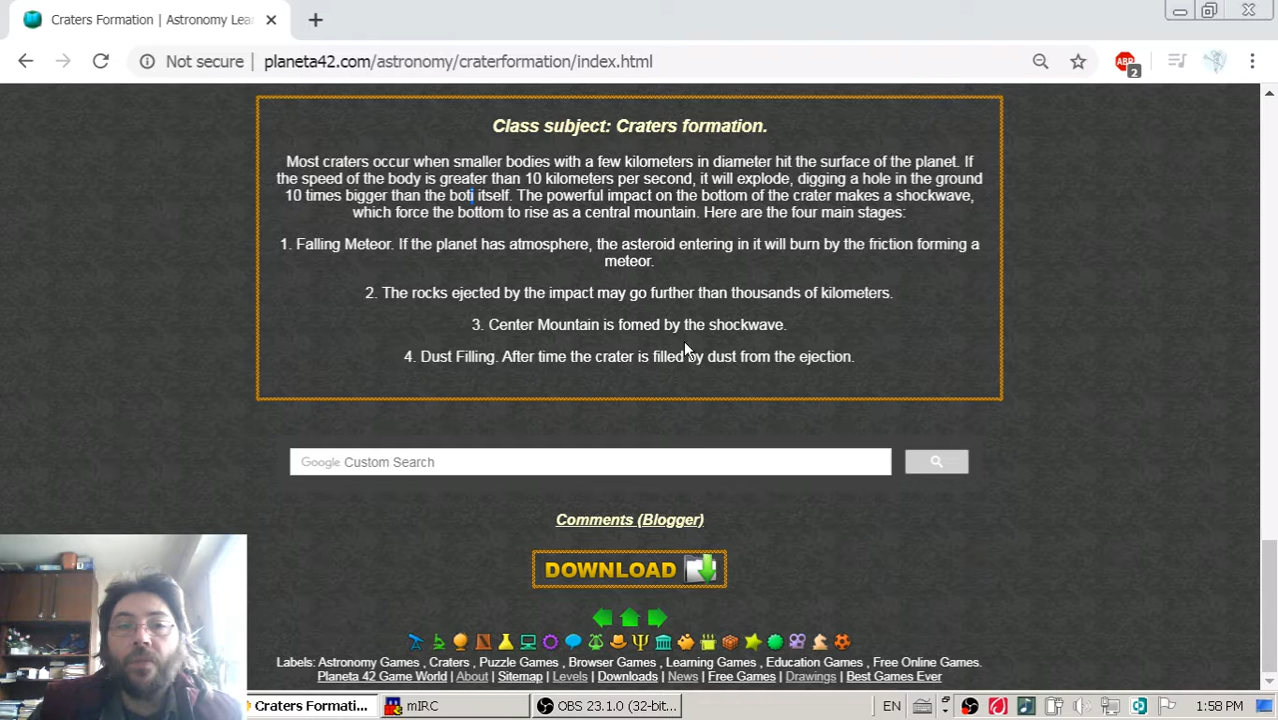 Craters Formation | Astronomy Lea
Not secure | planeta42.com/astronomy/craterformation/index.html
ABP
2
Class subject: Craters formation.
Most craters occur when smaller bodies with a few kilometers in diameter hit the surface of the planet. If
the speed of the body is greater than 10 kilometers per second, it will explode, digging a hole in the ground
10 times bigger than the boti itself. The powerful impact on the bottom of the crater makes a shockwave,
which force the bottom to rise as a central mountain. Here are the four main stages:
1. Falling Meteor. If the planet has atmosphere, the asteroid entering in it will burn by the friction forming a
meteor.
2. The rocks ejected by the impact may go further than thousands of kilometers.
3. Center Mountain is fomed by the shockwave.
4. Dust Filling. After time the crater is filled by dust from the ejection.
Google Custom Search
Comments (Blogger)
DOWNLOAD
Labels: Astronomy Games , Craters , Puzzle Games , Browser Games , Learning Games , Education Games , Free Online Games.
Planeta 42 Game World | About | Sitemap | Levels | Downloads | News | Free Games | Drawings | Best Games Ever
Craters Formati...
mIRC
OBS 23.1.0 (32-bit...
EN
1:58 PM